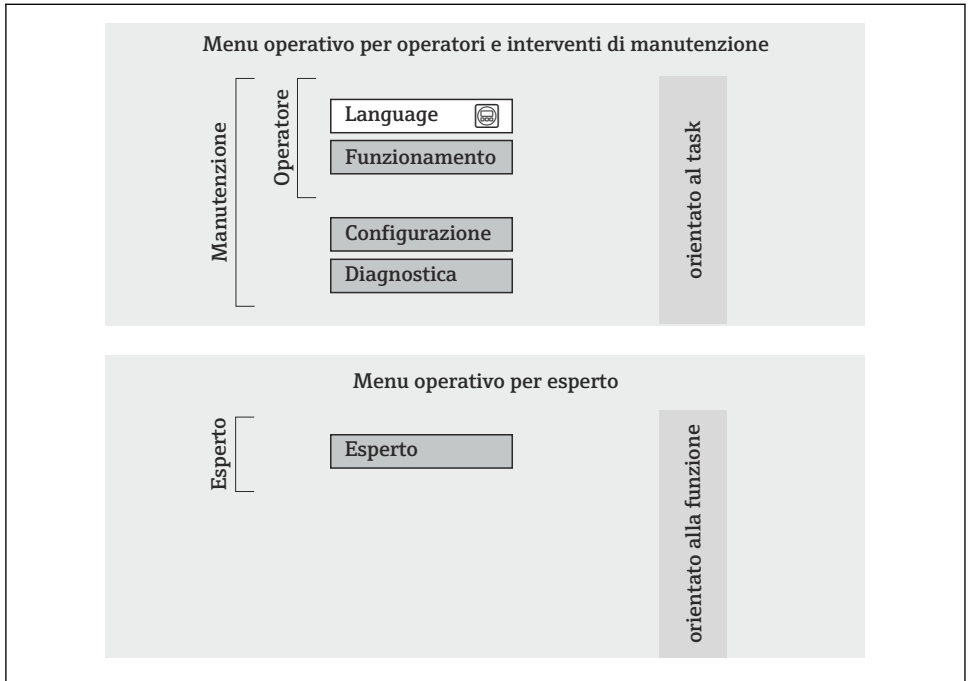 Menu operativo per operatori e interventi di manutenzione
Manutenzione
Operatore
Language
Funzionamento
Configurazione
Diagnostica
orientato al task
Menu operativo per esperto
Esperto
Esperto
orientato alla funzione